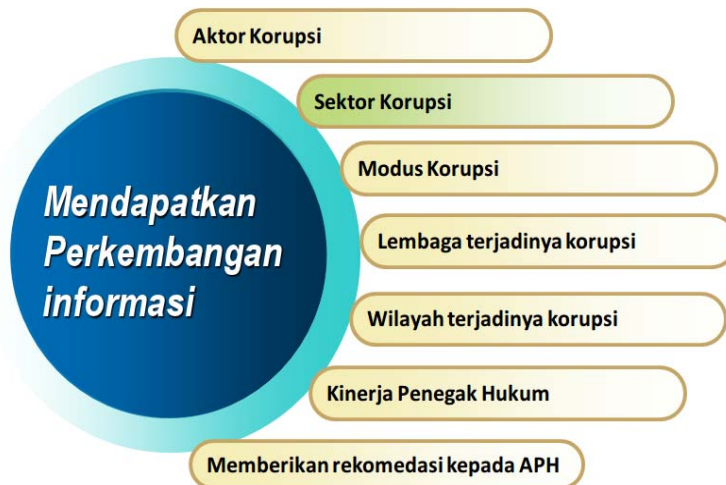 Aktor Korupsi
Sektor Korupsi
Modus Korupsi
Lembaga terjadinya korupsi
Wilayah terjadinya korupsi
Kinerja Penegak Hukum
Memberikan rekomedasi kepada APH
Mendapatkan
Perkembangan
informasi